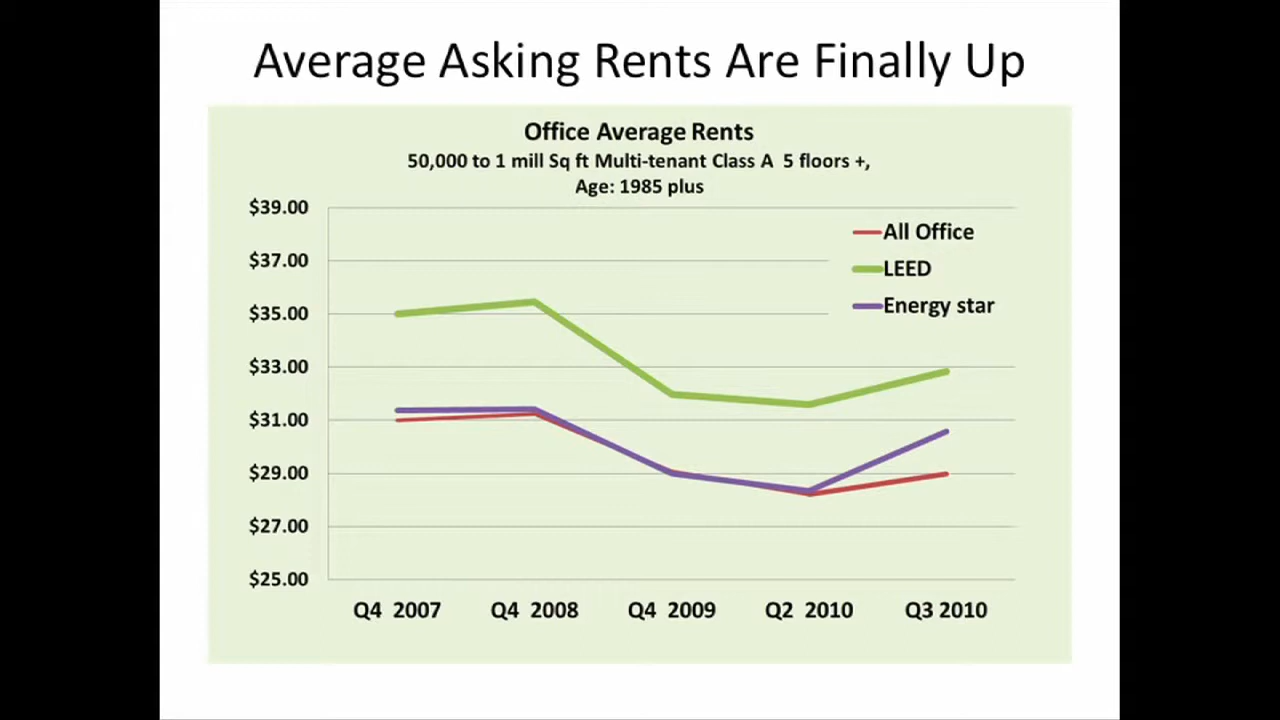 Average Asking Rents Are Finally Up
Office Average Rents
50,000 to 1 mill Sq ft Multi-tenant Class A 5 floors +,
Age: 1985 plus
$39.00
$37.00
$35.00
$33.00
$31.00
$29.00
$27.00
$25.00
All Office
LEED
Energy star
Q4 2007
Q4 2008
Q4 2009
Q2 2010
Q3 2010